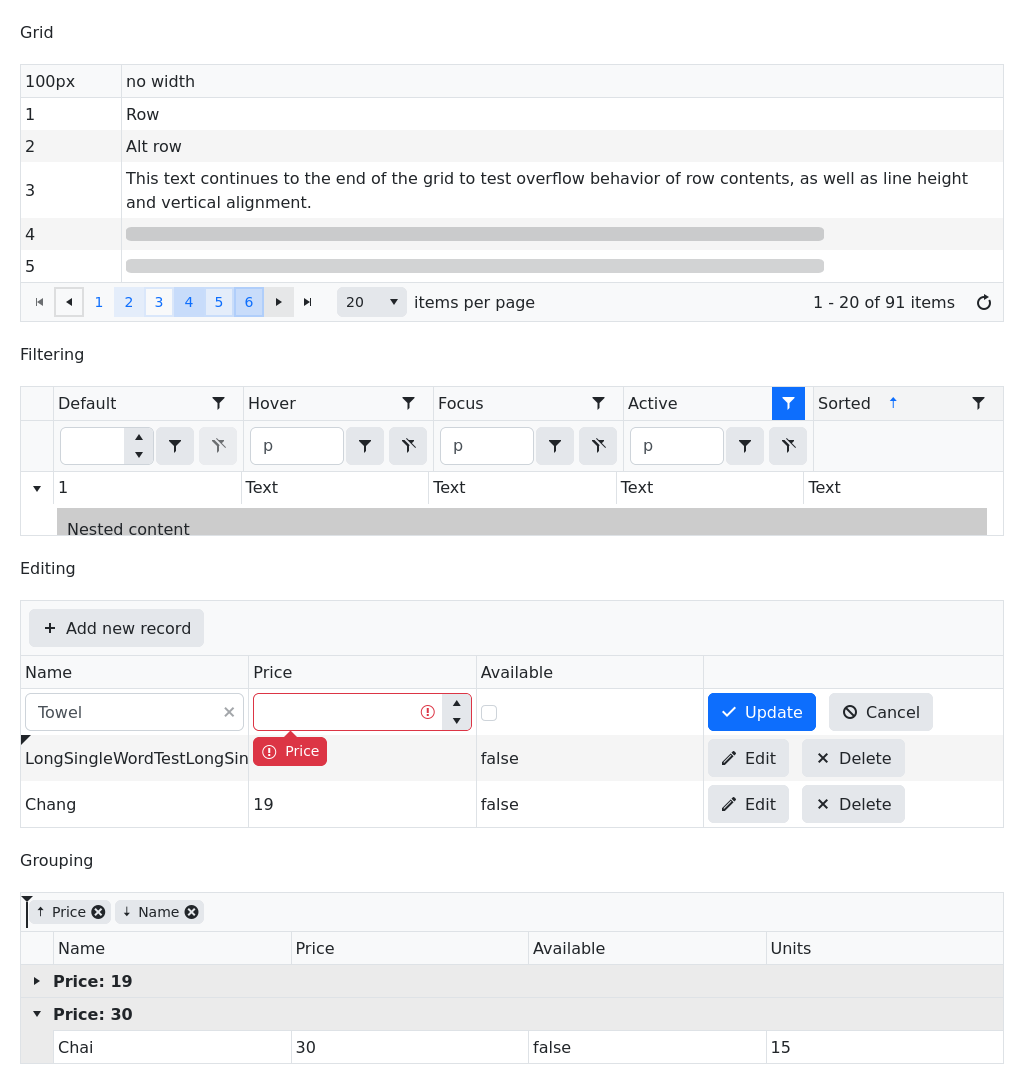 Grid
100px no width
1 Row
2 Alt row
3 This text continues to the end of the grid to test overflow behavior of row contents, as well as line height
and vertical alignment.
4
5
1 2 3 4 5 6 20 items per page 1 - 20 of 91 items
Filtering
Default Hover Focus Active Sorted
p p p
1 Text Text Text Text
Nested content
Editing
Add new record
Name Price Available
Towel Update Cancel
Price
LongSingleWordTestLongSin false Edit Delete
Chang 19 false Edit Delete
Grouping
Price Name
Name Price Available Units
Price: 19
Price: 30
Chai 30 false 15